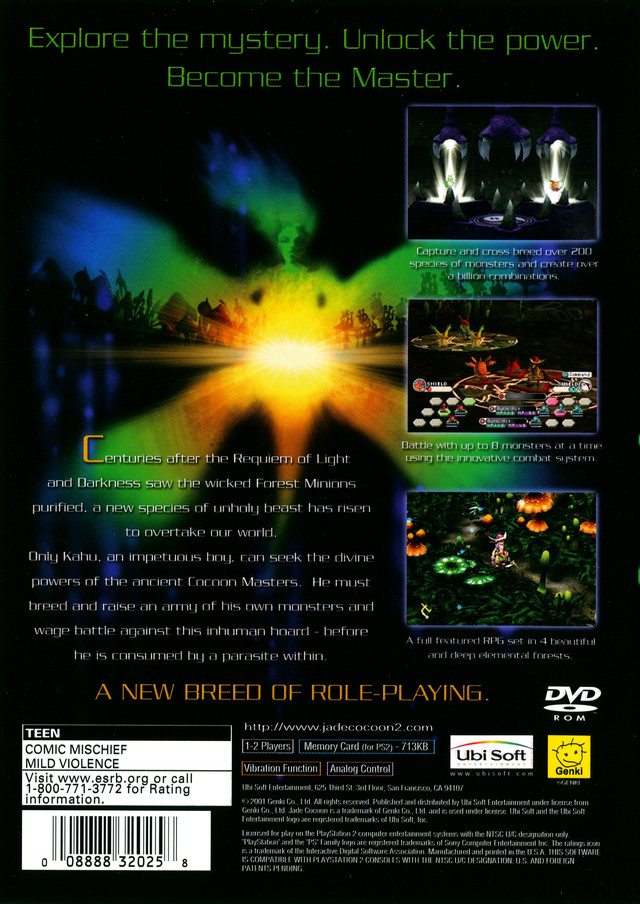 Explore the mystery. Unlock the power.
Become the Master.
Capture and cross breed over 200
species of monsters and create over
a billion combinations.
SHIELD
Command
SHIELD
Battle with up to 8 monsters at a time
using the innovative combat system.
Centuries after the Requiem of Light
and Darkness saw the wicked Forest Minions
purified, a new species of unholy beast has risen
to overtake our world.
Only Kahu, an impetuous boy, can seek the divine
powers of the ancient Cocoon Masters. He must
breed and raise an army of his own monsters and
wage battle against this inhuman hoard - before
he is consumed by a parasite within.
A full featured RPG set in 4 beautiful
and deep elemental forests.
A NEW BREED OF ROLE-PLAYING.
DVD
ROM
TEEN
COMIC MISCHIEF
MILD VIOLENCE
Visit www.esrb.org or call
1-800-771-3772 for Rating
information.
0 08888 32025 8
http://www.jadecocoon2.com
1-2 Players
Memory Card (for PS2) - 713KB
Vibration Function
Analog Control
Ubi Soft
ENTERTAINMENT
www.ubisoft.com
Genki
©GENKI
Ubi Soft Entertainment, 625 Third St. 3rd Floor, San Francisco, CA 94107
© 2001 Genki Co., Ltd. All rights reserved. Published and distributed by Ubi Soft Entertainment under license from
Genki Co., Ltd. Jade Cocoon is a trademark of Genki Co., Ltd. and is used under license. Ubi Soft and the Ubi Soft
Entertainment logo are registered trademarks of Ubi Soft, Inc.
Licensed for play on the PlayStation 2 computer entertainment systems with the NTSC U/C designation only.
"PlayStation" and the "PS" Family logo are registered trademarks of Sony Computer Entertainment Inc. The ratings icon
is a trademark of the Interactive Digital Software Association. Manufactured and printed in the U.S.A. THIS SOFTWARE
IS COMPATIBLE WITH PLAYSTATION 2 CONSOLES WITH THE NTSC U/C DESIGNATION. U.S. AND FOREIGN
PATENTS PENDING.